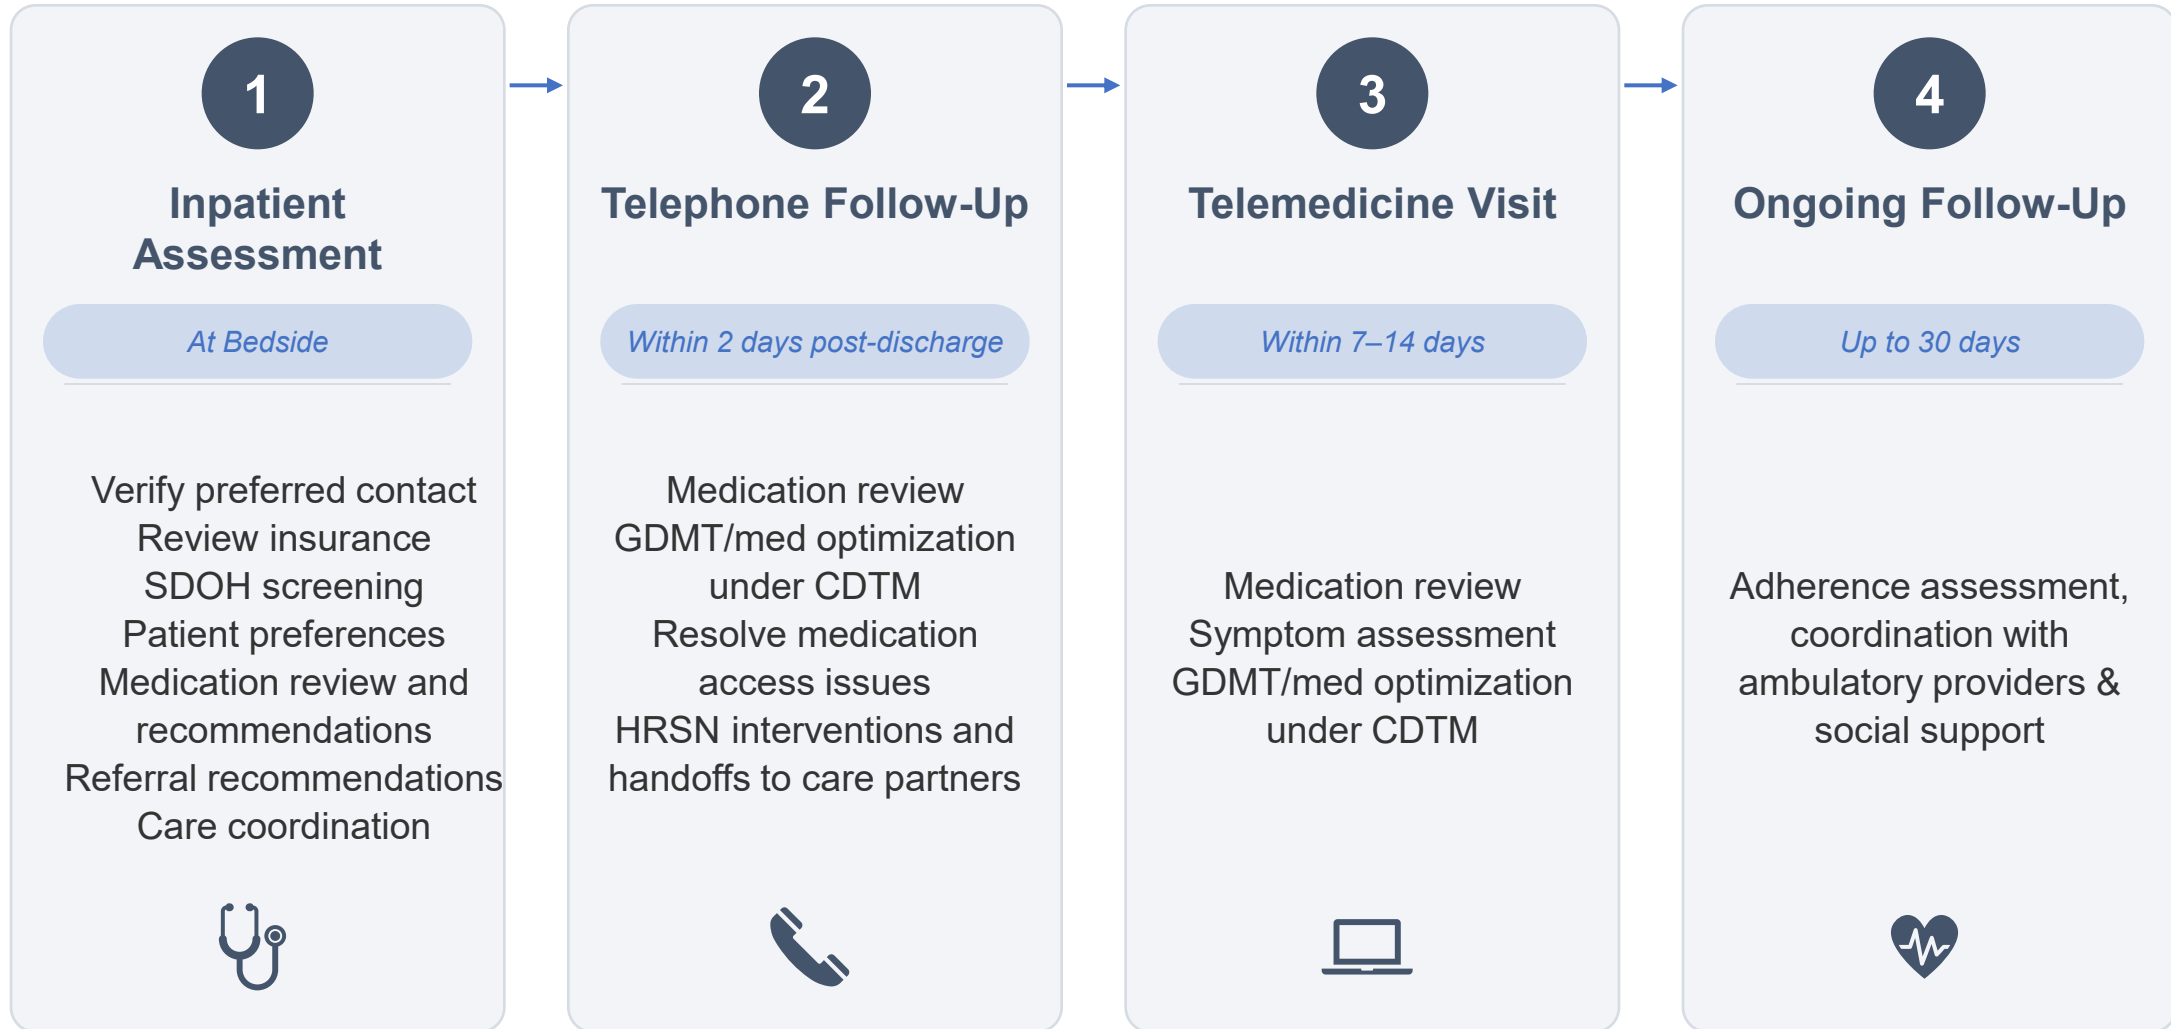 1
Inpatient
Assessment
At Bedside
Verify preferred contact
Review insurance
SDOH screening
Patient preferences
Medication review and
recommendations
Referral recommendations
Care coordination
2
Telephone Follow-Up
Within 2 days post-discharge
Medication review
GDMT/med optimization
under CDTM
Resolve medication
access issues
HRSN interventions and
handoffs to care partners
3
Telemedicine Visit
Within 7–14 days
Medication review
Symptom assessment
GDMT/med optimization
under CDTM
4
Ongoing Follow-Up
Up to 30 days
Adherence assessment,
coordination with
ambulatory providers &
social support